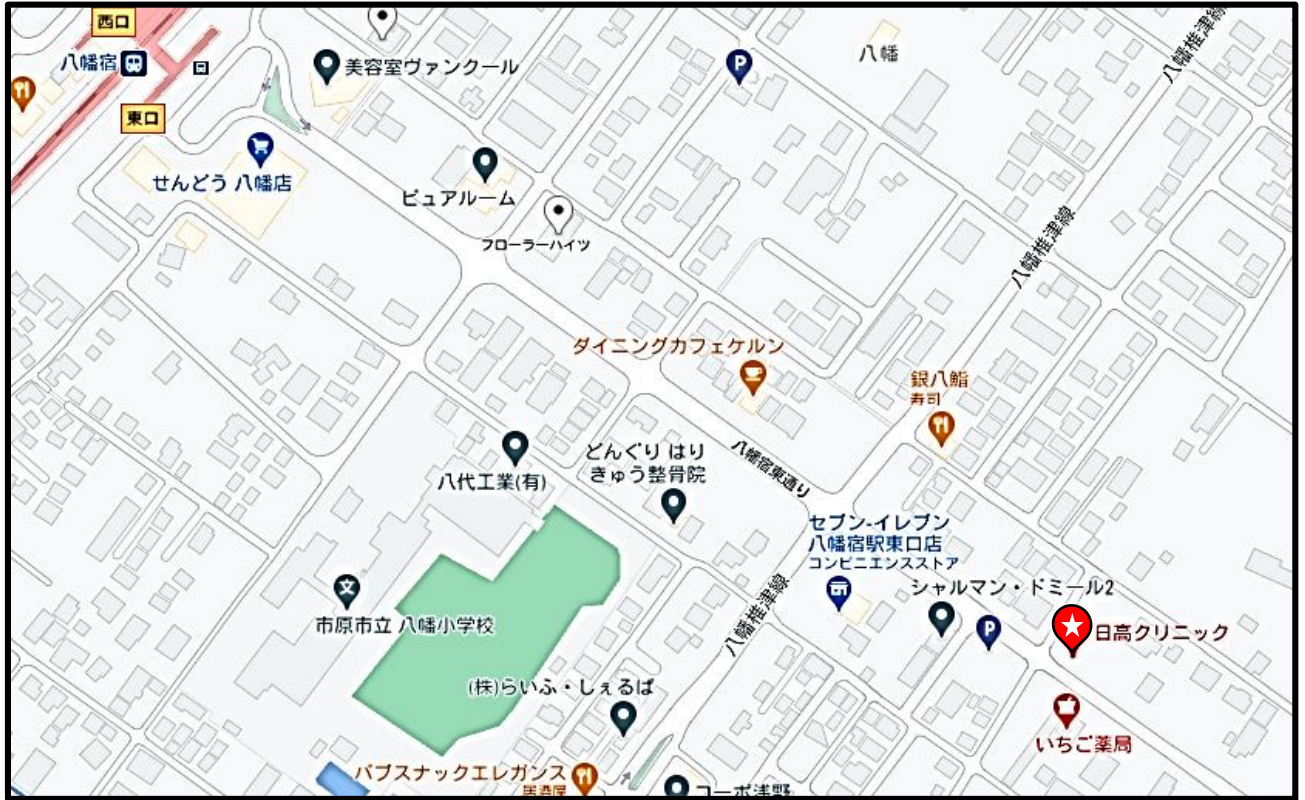 西口
八幡宿
東口
美容室ヴァンクール
八幡
八幡椎津線
せんどう 八幡店
ピュアルーム
フローラーハイツ
八幡椎津線
ダイニングカフェケルン
銀八鮨
寿司
八幡宿東通り
どんぐり はり
きゅう整骨院
八代工業(有)
セブン-イレブン
八幡宿駅東口店
コンビニエンスストア
シャルマン・ドミール2
文
市原市立 八幡小学校
八幡椎津線
P
P
日高クリニック
(株)らいふ・しぇるぱ
いちご薬局
パブスナックエレガンス
居酒屋
コーポ浅野